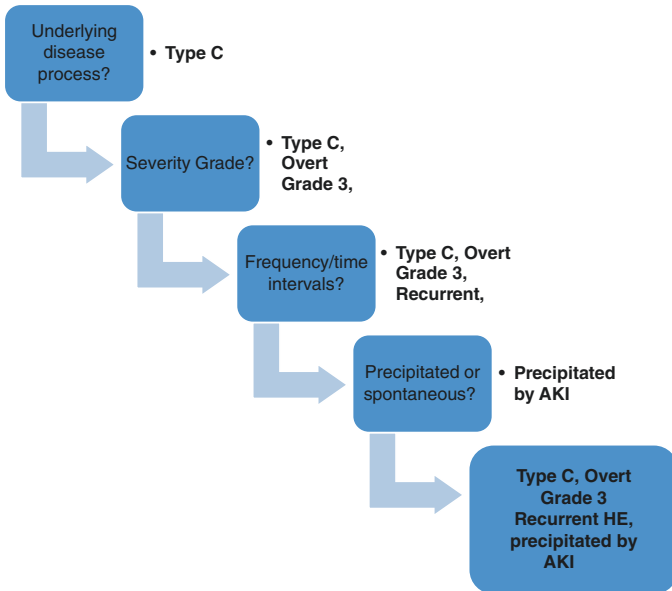 Underlying
disease
process?
• Type C
Severity Grade?
• Type C,
Overt
Grade 3,
Frequency/time
intervals?
• Type C, Overt
Grade 3,
Recurrent,
Precipitated or
spontaneous?
• Precipitated
by AKI
Type C, Overt
Grade 3
Recurrent HE,
precipitated by
AKI